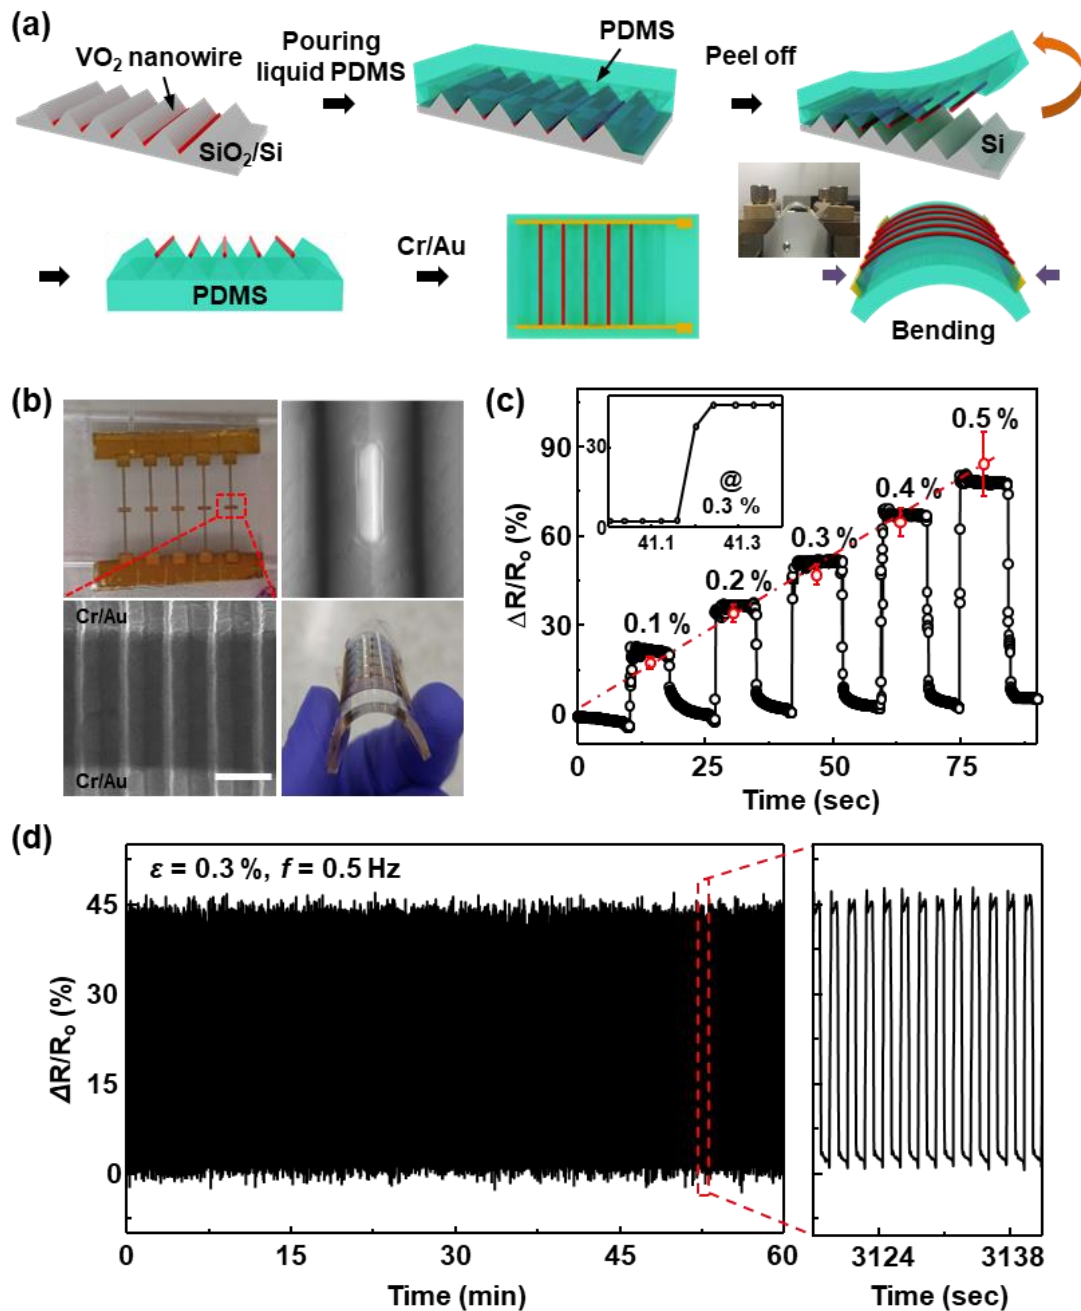 (a)
VO₂ nanowire
SiO₂/Si
Pouring
liquid PDMS
PDMS
Peel off
Si
PDMS
Cr/Au
Bending
(b)
Cr/Au
Cr/Au
(c)
ΔR/Rₒ (%)
90
60
30
0
0.1 %
0.2 %
0.3 %
0.4 %
0.5 %
30
0
@
0.3 %
41.1
41.3
0
25
50
75
Time (sec)
(d)
ε = 0.3 %, f = 0.5 Hz
ΔR/Rₒ (%)
45
30
15
0
0
15
30
45
60
Time (min)
3124
3138
Time (sec)